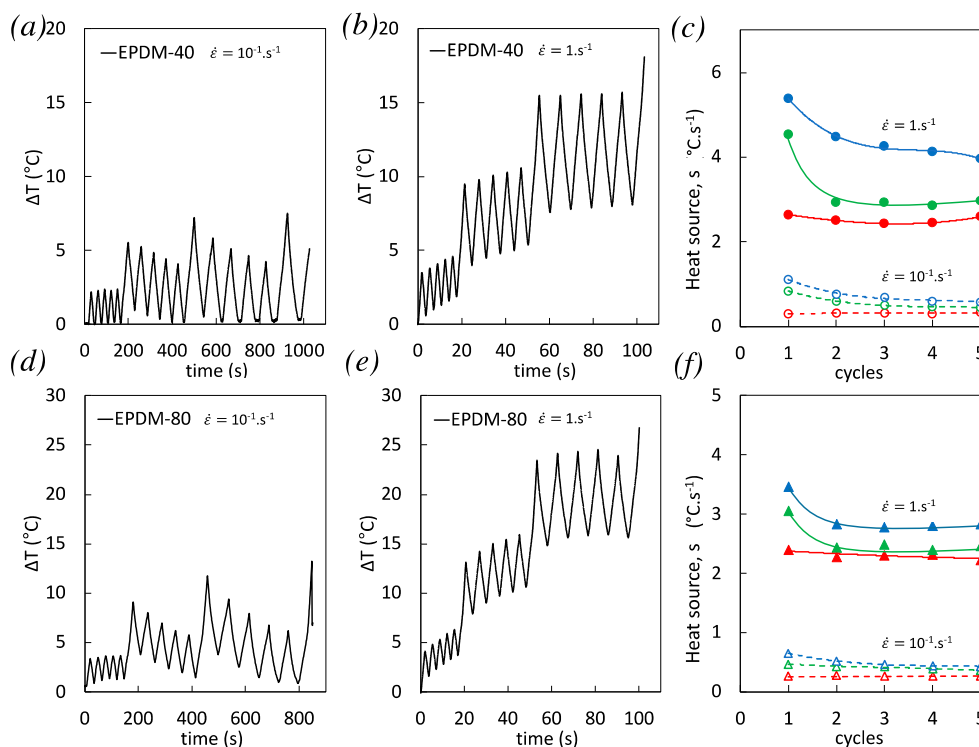 (a)
EPDM-40 ε̇ = 10⁻¹.s⁻¹
20
15
10
5
0
ΔT (°C)
0 200 400 600 800 1000
time (s)
(b)
EPDM-40 ε̇ = 1.s⁻¹
20
15
10
5
0
ΔT (°C)
0 20 40 60 80 100
time (s)
(c)
6
4
2
0
Heat source, s (°C.s⁻¹
ε̇ = 1.s⁻¹
ε̇ = 10⁻¹.s⁻¹
0 1 2 3 4 5
cycles
(d)
EPDM-80 ε̇ = 10⁻¹.s⁻¹
30
25
20
15
10
5
0
ΔT (°C)
0 200 400 600 800
time (s)
(e)
EPDM-80 ε̇ = 1.s⁻¹
30
25
20
15
10
5
0
ΔT (°C)
0 20 40 60 80 100
time (s)
(f)
5
4
3
2
1
0
Heat source, s (°C.s⁻¹)
ε̇ = 1.s⁻¹
ε̇ = 10⁻¹.s⁻¹
0 1 2 3 4 5
cycles